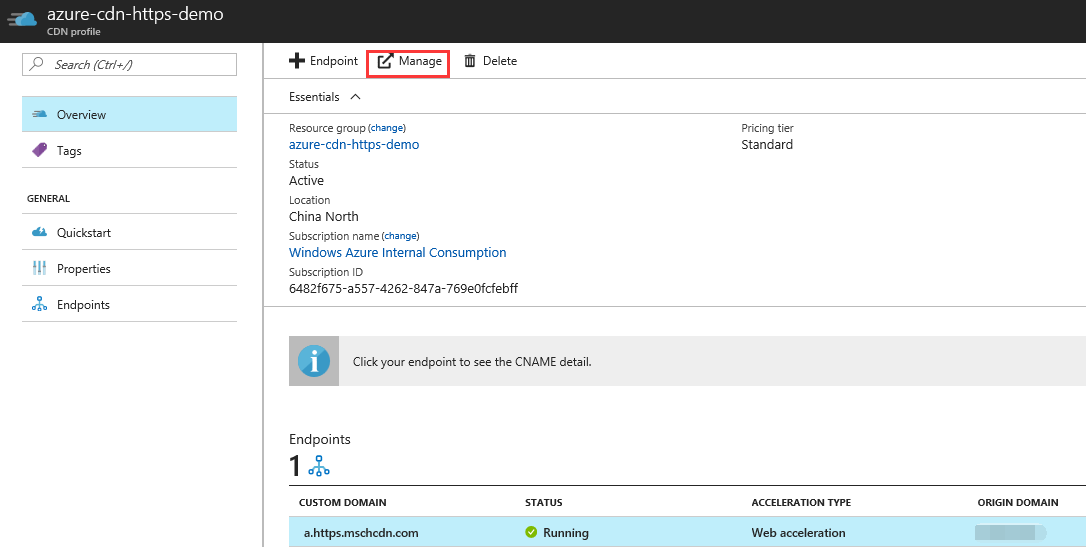 azure-cdn-https-demo
CDN profile
Search (Ctrl+/)
Overview
Tags
GENERAL
Quickstart
Properties
Endpoints
Endpoint Manage Delete
Essentials
Resource group (change)
azure-cdn-https-demo
Status
Active
Location
China North
Subscription name (change)
Windows Azure Internal Consumption
Subscription ID
6482f675-a557-4262-847a-769e0fcfebff
Pricing tier
Standard
Click your endpoint to see the CNAME detail.
Endpoints
1
CUSTOM DOMAIN STATUS ACCELERATION TYPE ORIGIN DOMAIN
a.https.mschcdn.com Running Web acceleration